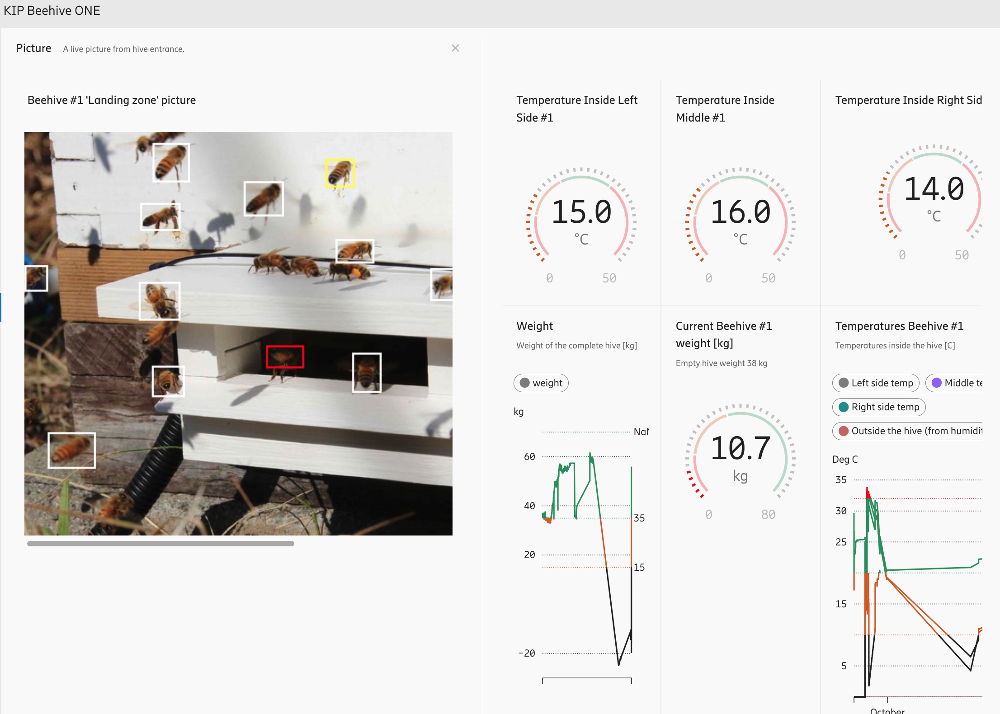 KIP Beehive ONE
Picture A live picture from hive entrance.
Beehive #1 'Landing zone' picture
Temperature Inside Left
Side #1
15.0
°C
0 50
Temperature Inside
Middle #1
16.0
°C
0 50
Temperature Inside Right Sid
14.0
°C
0 50
Weight
Weight of the complete hive [kg]
weight
kg
NaN
60
40
35
20
15
-20
Current Beehive #1
weight [kg]
Empty hive weight 38 kg
10.7
kg
0 80
Temperatures Beehive #1
Temperatures inside the hive [C]
Left side temp
Middle te
Right side temp
Outside the hive (from humidit
Deg C
35
30
25
15
5
October